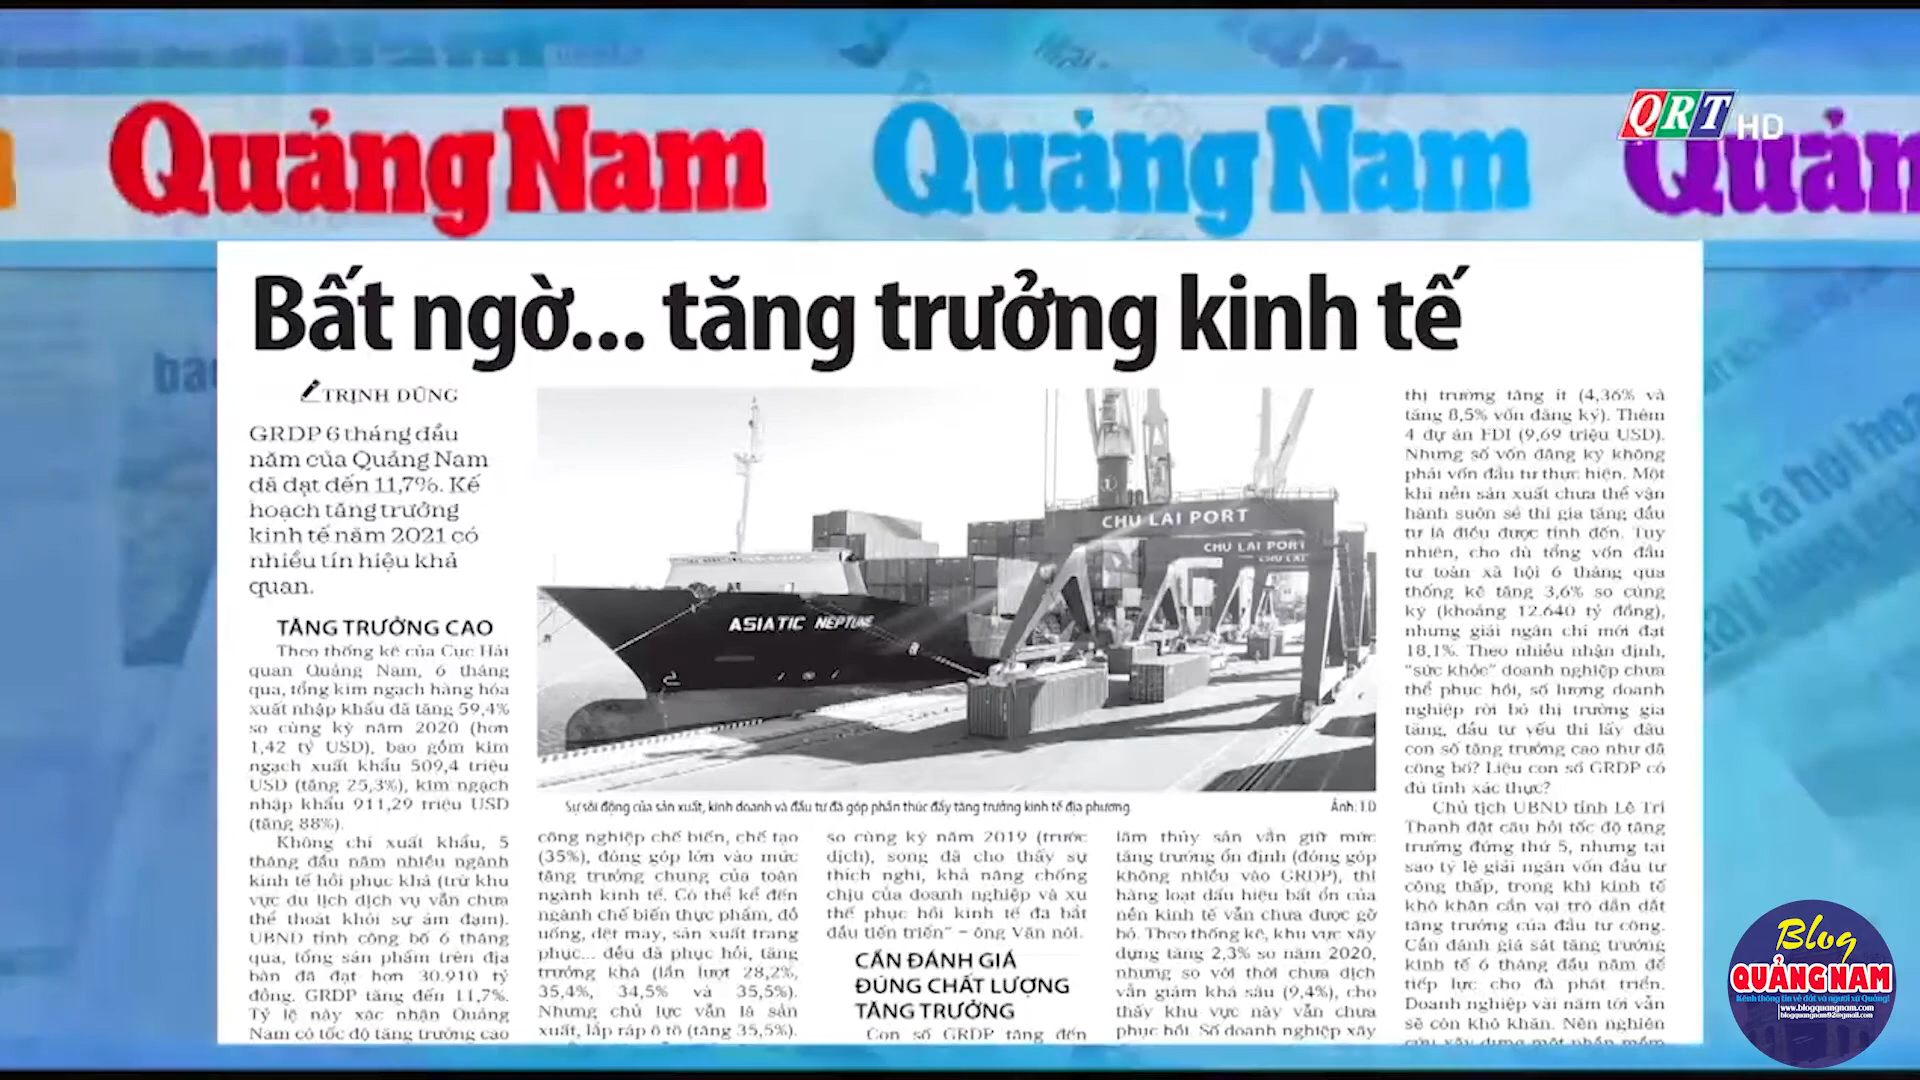 Quảng Nam
Quảng Nam
Quản
QRT HD
Bất ngờ... tăng trưởng kinh tế
TRỊNH DŨNG
GRDP 6 tháng đầu
năm của Quảng Nam
đã đạt đến 11,7%. Kế
hoạch tăng trưởng
kinh tế năm 2021 có
nhiều tín hiệu khả
quan.
TĂNG TRƯỞNG CAO
Theo thống kê của Cục Hải
quan Quảng Nam, 6 tháng
qua, tổng kim ngạch hàng hóa
xuất nhập khẩu đã tăng 59,4%
so cùng kỳ năm 2020 (hơn
1,42 tỷ USD), bao gồm kim
ngạch xuất khẩu 509,4 triệu
USD (tăng 25,3%), kim ngạch
nhập khẩu 911,29 triệu USD
(tăng 88%).
Không chỉ xuất khẩu, 5
tháng đầu năm nhiều ngành
kinh tế hồi phục khá (trừ khu
vực du lịch dịch vụ vẫn chưa
thể thoát khỏi sự ảm đạm).
UBND tỉnh công bố 6 tháng
qua, tổng sản phẩm trên địa
bàn đã đạt hơn 30.910 tỷ
đồng. GRDP tăng đến 11,7%.
Tỷ lệ này xác nhận Quảng
Nam có tốc độ tăng trưởng cao
CHU LAI PORT
CHU LAI PORT
CHU LAI
ASIATIC NEPTUNE
Sự sôi động của sản xuất, kinh doanh và đầu tư đã góp phần thúc đẩy tăng trưởng kinh tế địa phương.
Ảnh: T.D
công nghiệp chế biến, chế tạo
(35%), đóng góp lớn vào mức
tăng trưởng chung của toàn
ngành kinh tế. Có thể kể đến
ngành chế biến thực phẩm, đồ
uống, dệt may, sản xuất trang
phục... đều đã phục hồi, tăng
trưởng khá (lần lượt 28,2%,
35,4%, 34,5% và 35,5%).
Nhưng chủ lực vẫn là sản
xuất, lắp ráp ô tô (tăng 35,5%).
so cùng kỳ năm 2019 (trước
dịch), song đã cho thấy sự
thích nghi, khả năng chống
chịu của doanh nghiệp và xu
thế phục hồi kinh tế đã bắt
đầu tiến triển" - ông Văn nói.
CẦN ĐÁNH GIÁ
ĐÚNG CHẤT LƯỢNG
TĂNG TRƯỞNG
Con số GRDP tăng đến
lâm thủy sản vẫn giữ mức
tăng trưởng ổn định (đóng góp
không nhiều vào GRDP), thì
hàng loạt dấu hiệu bất ổn của
nền kinh tế vẫn chưa được gỡ
bỏ. Theo thống kê, khu vực xây
dựng tăng 2,3% so năm 2020,
nhưng so với thời chưa dịch
vẫn giảm khá sâu (9,4%), cho
thấy khu vực này vẫn chưa
phục hồi. Số doanh nghiệp xây
thị trường tăng ít (4,36% và
tăng 8,5% vốn đăng ký). Thêm
4 dự án FDI (9,69 triệu USD).
Nhưng số vốn đăng ký không
phải vốn đầu tư thực hiện. Một
khi nền sản xuất chưa thể vận
hành suôn sẻ thì gia tăng đầu
tư là điều được tính đến. Tuy
nhiên, cho dù tổng vốn đầu
tư toàn xã hội 6 tháng qua
thống kê tăng 3,6% so cùng
kỳ (khoảng 12.640 tỷ đồng),
nhưng giải ngân chỉ mới đạt
18,1%. Theo nhiều nhận định,
"sức khỏe" doanh nghiệp chưa
thể phục hồi, số lượng doanh
nghiệp rời bỏ thị trường gia
tăng, đầu tư yếu thì lấy đâu
con số tăng trưởng cao như đã
công bố? Liệu con số GRDP có
đủ tính xác thực?
Chủ tịch UBND tỉnh Lê Trí
Thanh đặt câu hỏi tốc độ tăng
trưởng đứng thứ 5, nhưng tại
sao tỷ lệ giải ngân vốn đầu tư
công thấp, trong khi kinh tế
khó khăn cần vai trò dẫn dắt
tăng trưởng của đầu tư công.
Cần đánh giá sát tăng trưởng
kinh tế 6 tháng đầu năm để
tiếp lực cho đà phát triển.
Doanh nghiệp vài năm tới vẫn
sẽ còn khó khăn. Nên nghiên
cứu xây dựng một phần mềm
Xã hội hóa
Blog
QUẢNG NAM
Kênh thông tin về đất và người xứ Quảng!
www.blogquangnam.com
blogquangnam92@gmail.com